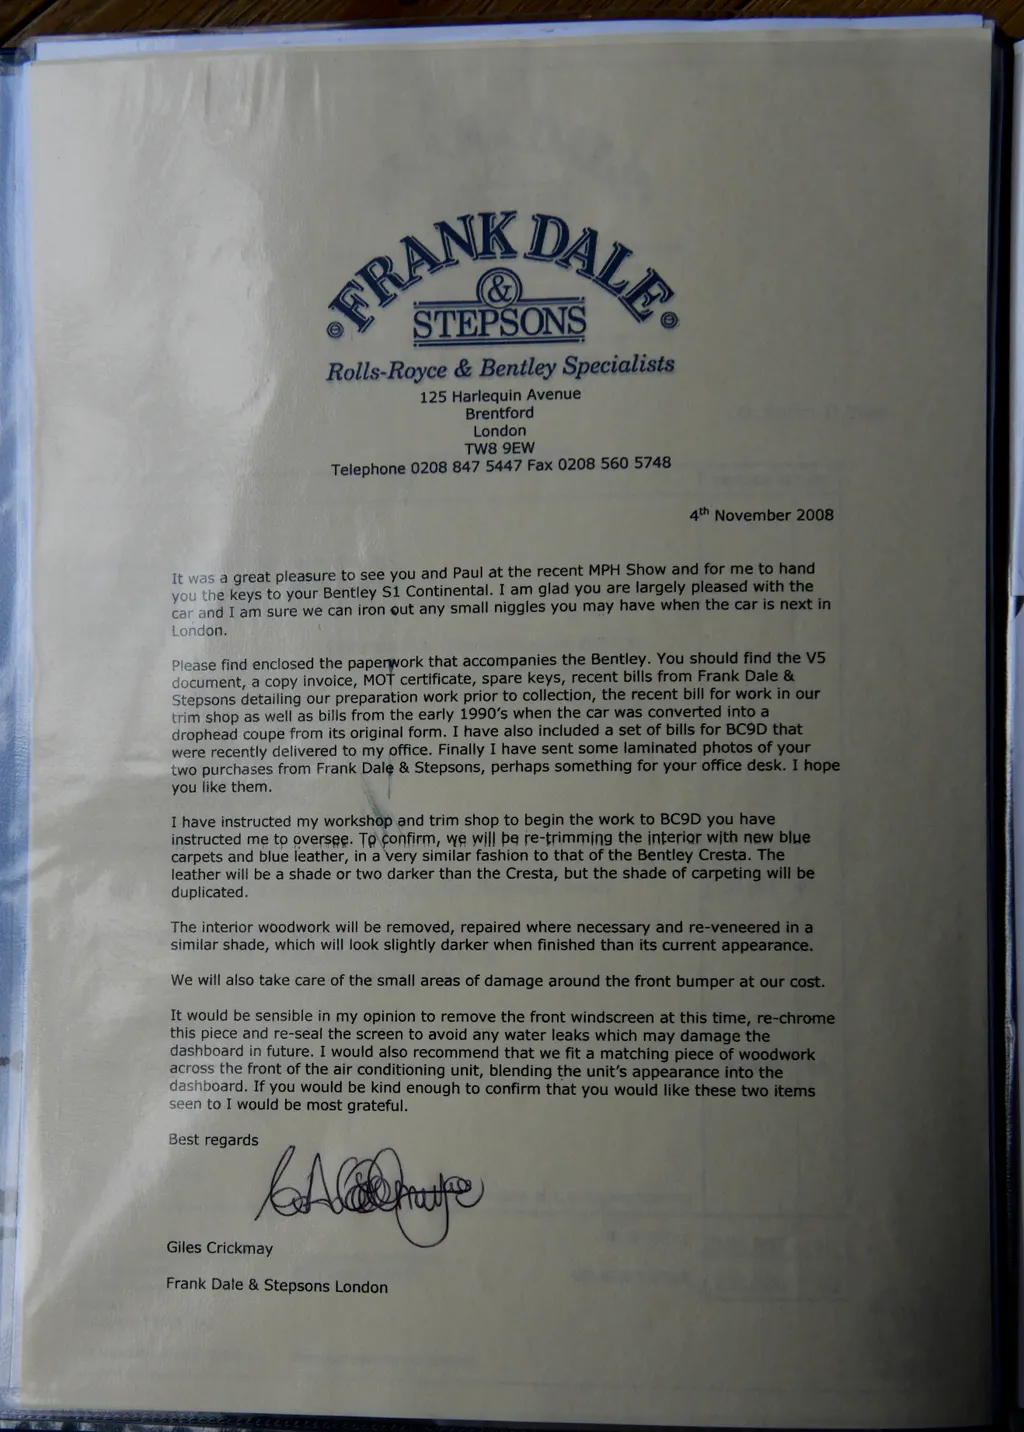 FRANK DALE
&
STEPSONS
Rolls-Royce & Bentley Specialists
125 Harlequin Avenue
Brentford
London
TW8 9EW
Telephone 0208 847 5447 Fax 0208 560 5748
4th November 2008
It was a great pleasure to see you and Paul at the recent MPH Show and for me to hand
you the keys to your Bentley S1 Continental. I am glad you are largely pleased with the
car and I am sure we can iron out any small niggles you may have when the car is next in
London.
Please find enclosed the paperwork that accompanies the Bentley. You should find the V5
document, a copy invoice, MOT certificate, spare keys, recent bills from Frank Dale &
Stepsons detailing our preparation work prior to collection, the recent bill for work in our
trim shop as well as bills from the early 1990's when the car was converted into a
drophead coupe from its original form. I have also included a set of bills for BC9D that
were recently delivered to my office. Finally I have sent some laminated photos of your
two purchases from Frank Dale & Stepsons, perhaps something for your office desk. I hope
you like them.
I have instructed my workshop and trim shop to begin the work to BC9D you have
instructed me to oversee. To confirm, we will be re-trimming the interior with new blue
carpets and blue leather, in a very similar fashion to that of the Bentley Cresta. The
leather will be a shade or two darker than the Cresta, but the shade of carpeting will be
duplicated.
The interior woodwork will be removed, repaired where necessary and re-veneered in a
similar shade, which will look slightly darker when finished than its current appearance.
We will also take care of the small areas of damage around the front bumper at our cost.
It would be sensible in my opinion to remove the front windscreen at this time, re-chrome
this piece and re-seal the screen to avoid any water leaks which may damage the
dashboard in future. I would also recommend that we fit a matching piece of woodwork
across the front of the air conditioning unit, blending the unit's appearance into the
dashboard. If you would be kind enough to confirm that you would like these two items
seen to I would be most grateful.
Best regards
Giles Crickmay
Frank Dale & Stepsons London